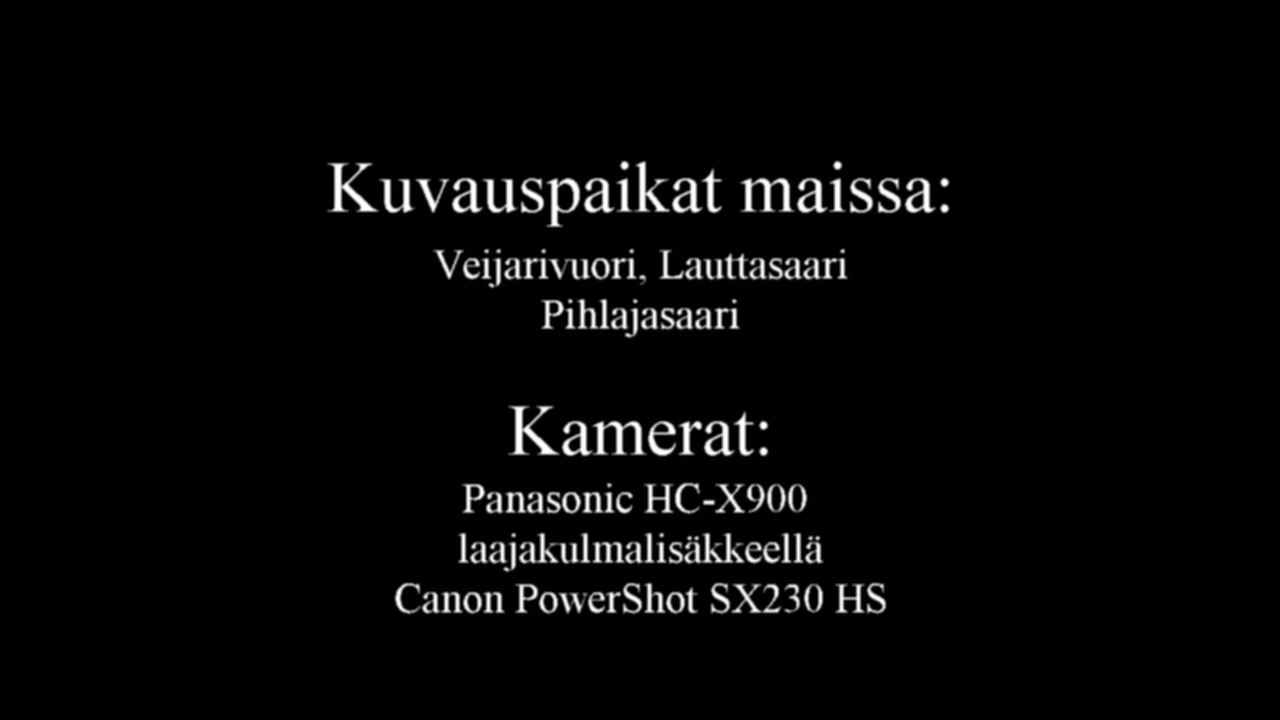 Kuvauspaikat maissa:
Veijarivuori, Lauttasaari
Pihlajasaari
Kamerat:
Panasonic HC-X900
laajakulmalisäkkeellä
Canon PowerShot SX230 HS